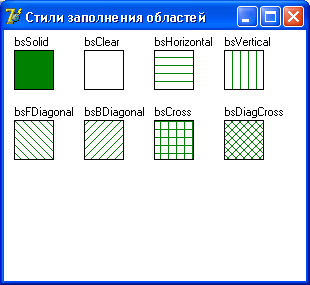 Стили заполнения областей
bsSolid bsClear bsHorizontal bsVertical
bsFDiagonal bsBDiagonal bsCross bsDiagCross